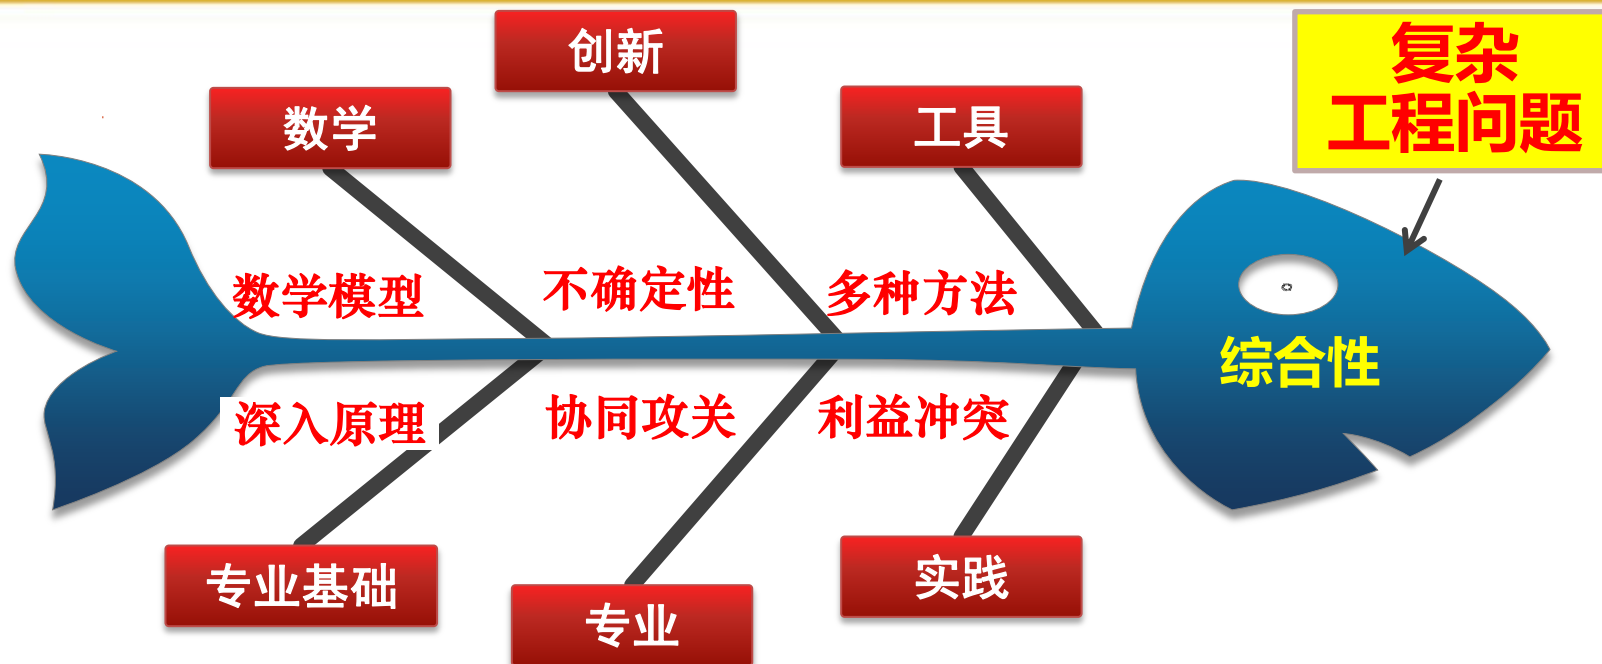 创新
复杂
工程问题
数学
工具
数学模型
不确定性
多种方法
综合性
深入原理
协同攻关
利益冲突
专业基础
专业
实践